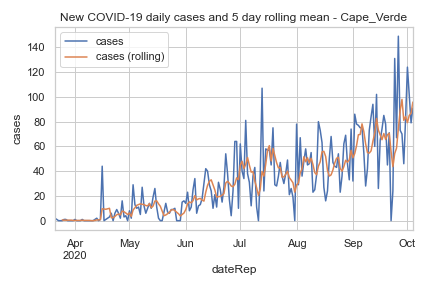 New COVID-19 daily cases and 5 day rolling mean - Cape_Verde
cases
cases (rolling)
cases
140
120
100
80
60
40
20
0
Apr May Jun Jul Aug Sep Oct
2020
dateRep